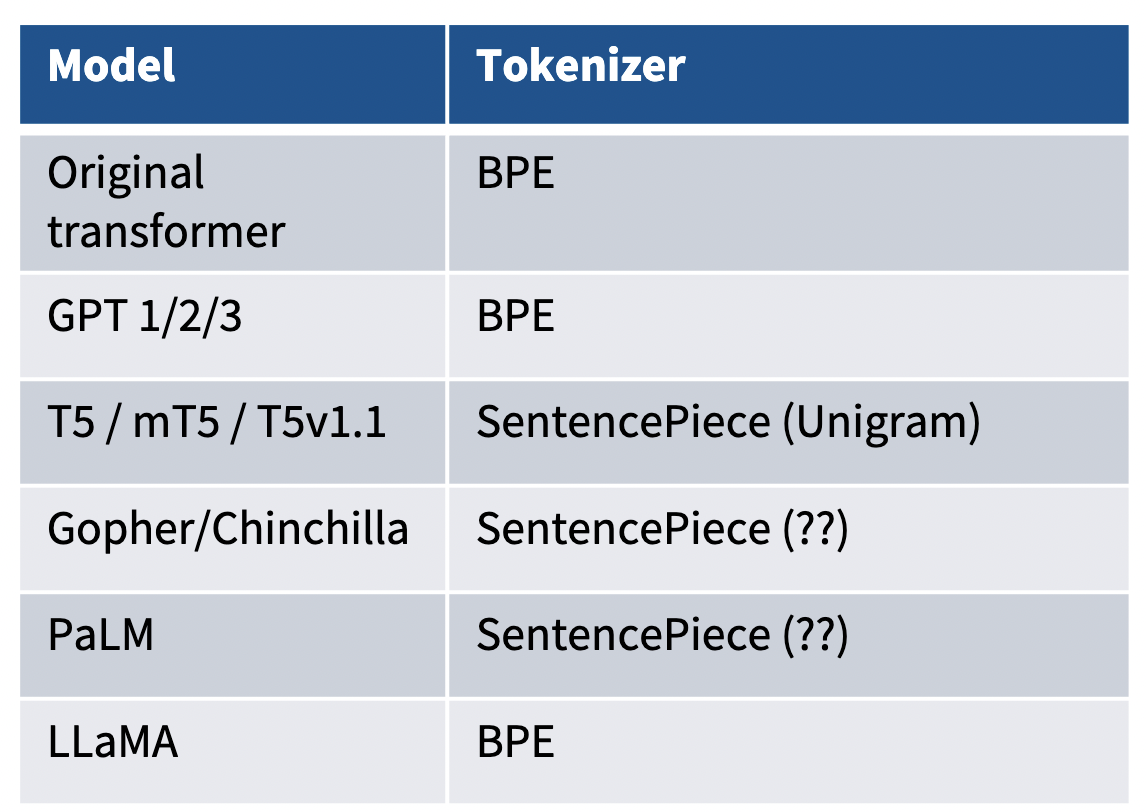 Model Tokenizer
Original transformer BPE
GPT 1/2/3 BPE
T5 / mT5 / T5v1.1 SentencePiece (Unigram)
Gopher/Chinchilla SentencePiece (??)
PaLM SentencePiece (??)
LLaMA BPE